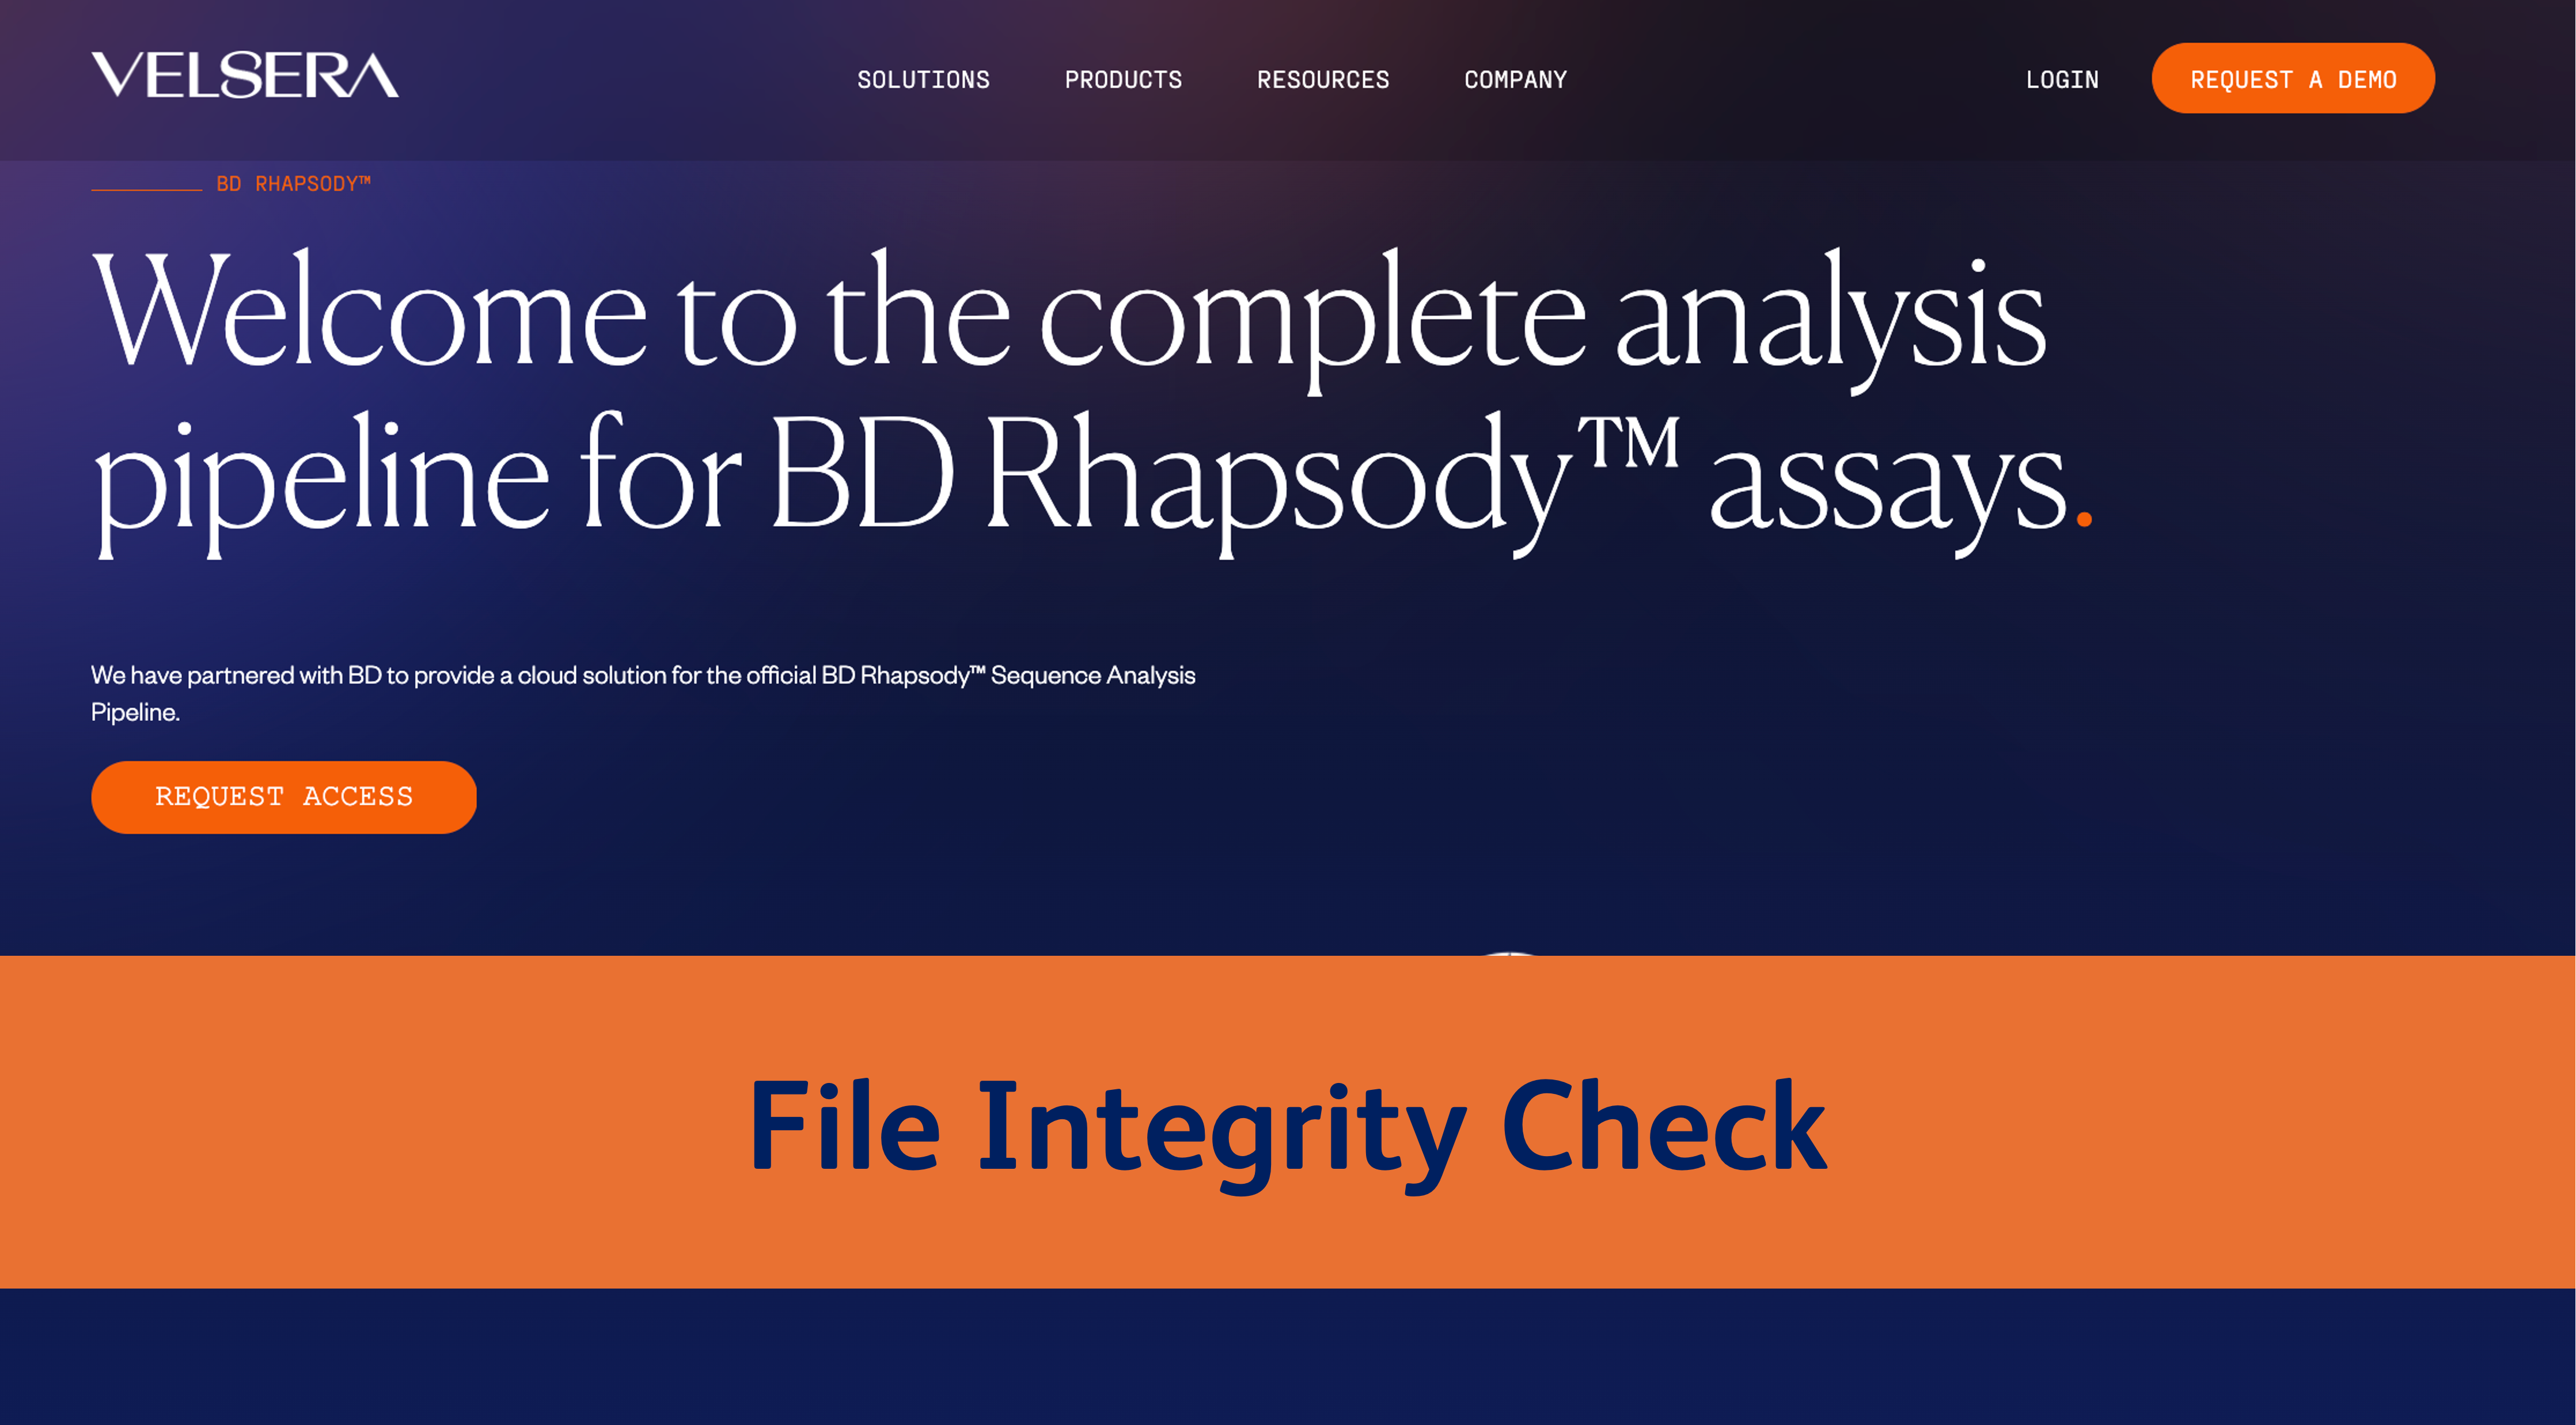 VELSERA
SOLUTIONS PRODUCTS RESOURCES COMPANY
LOGIN REQUEST A DEMO
BD RHAPSODY™
Welcome to the complete analysis
pipeline for BD Rhapsody™ assays.
We have partnered with BD to provide a cloud solution for the official BD Rhapsody™ Sequence Analysis
Pipeline.
REQUEST ACCESS
File Integrity Check